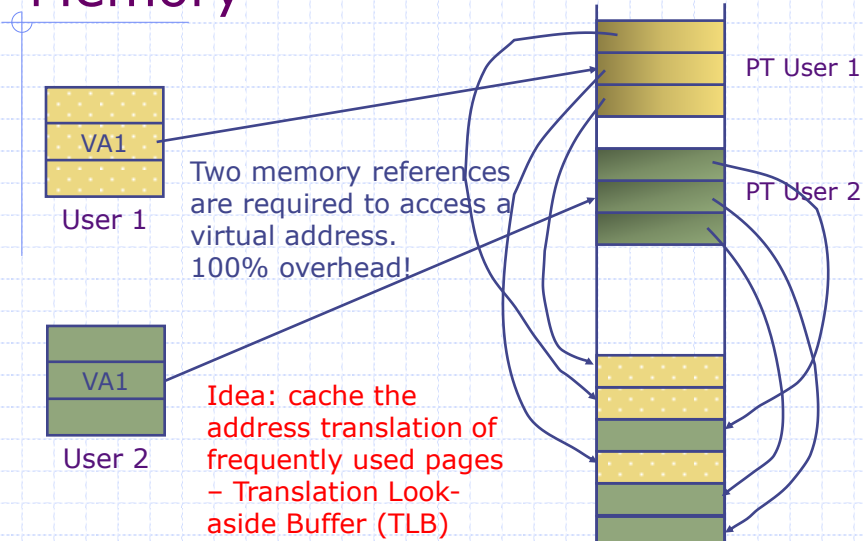 Memory
PT User 1
VA1
User 1
Two memory references
are required to access a
virtual address.
100% overhead!
PT User 2
VA1
User 2
Idea: cache the
address translation of
frequently used pages
– Translation Look-
aside Buffer (TLB)